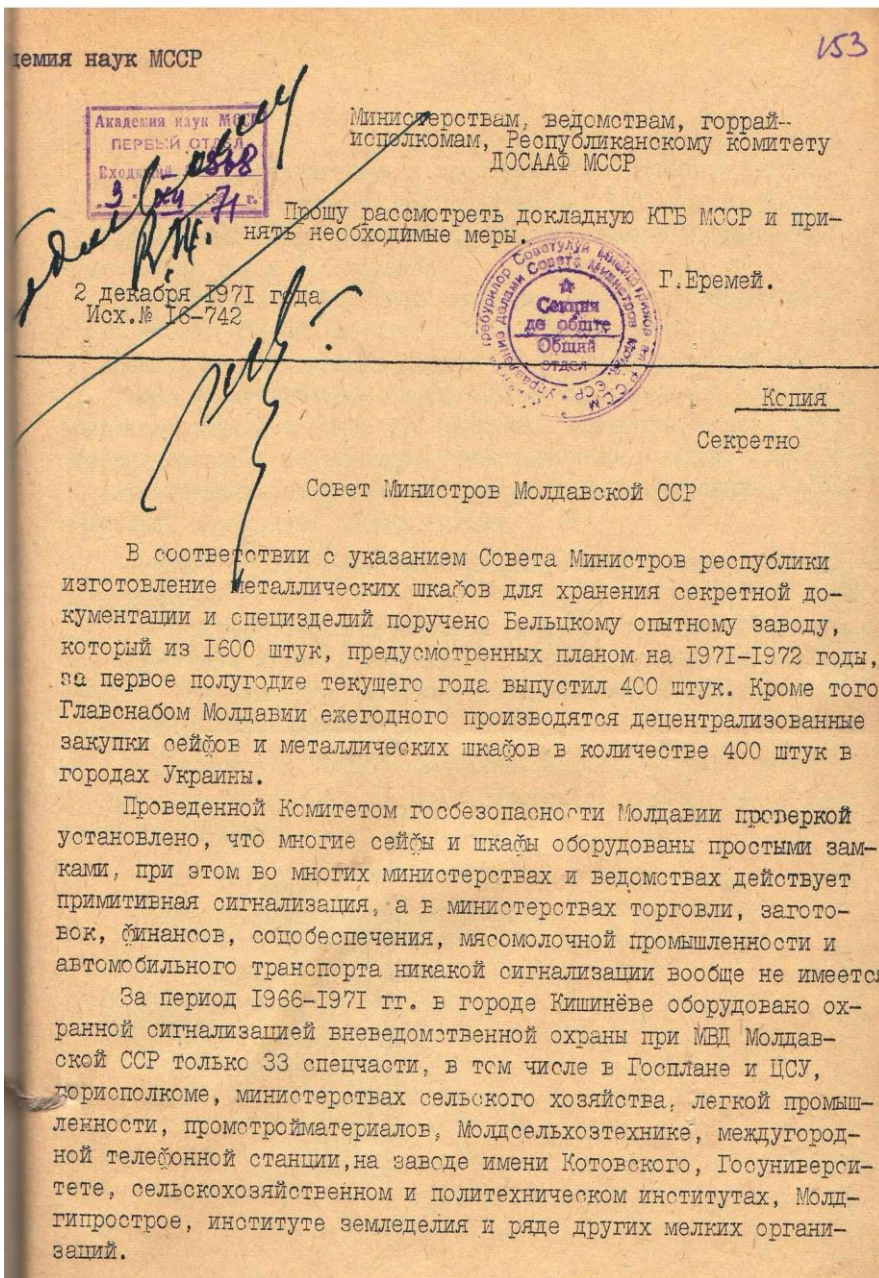 153
демия наук МССР
Академия наук МССР
ПЕРВЫЙ ОТДЕЛ
Входящий
3 XII 71 г.
Министерствам, ведомствам, горрай-
исполкомам, Республиканскому комитету
ДОСААФ МССР
Прошу рассмотреть докладную КГБ МССР и при-
нять необходимые меры.
Г.Еремей.
2 декабря 1971 года
Исх.№ 16-742
Секция
де обште
Общий
отдел
Копия
Секретно
Совет Министров Молдавской ССР
В соответствии с указанием Совета Министров республики
изготовление металлических шкафов для хранения секретной до-
кументации и специзделий поручено Бельцкому опытному заводу,
который из 1600 штук, предусмотренных планом на 1971-1972 годы,
за первое полугодие текущего года выпустил 400 штук. Кроме того
Главснабом Молдавии ежегодного производятся децентрализованные
закупки сейфов и металлических шкафов в количестве 400 штук в
городах Украины.
Проведенной Комитетом госбезопасности Молдавии проверкой
установлено, что многие сейфы и шкафы оборудованы простыми зам-
ками, при этом во многих министерствах и ведомствах действует
примитивная сигнализация, а в министерствах торговли, загото-
вок, финансов, соцобеспечения, мясомолочной промышленности и
автомобильного транспорта никакой сигнализации вообще не имеется
За период 1966-1971 гг. в городе Кишинёве оборудовано ох-
ранной сигнализацией вневедомственной охраны при МВД Молдав-
ской ССР только 33 спецчасти, в том числе в Госплане и ЦСУ,
горисполкоме, министерствах сельского хозяйства, легкой промыш-
ленности, промстройматериалов, Молдсельхозтехнике, междугород-
ной телефонной станции,на заводе имени Котовского, Госуниверси-
тете, сельскохозяйственном и политехническом институтах, Молд-
гипрострое, институте земледелия и ряде других мелких органи-
заций.